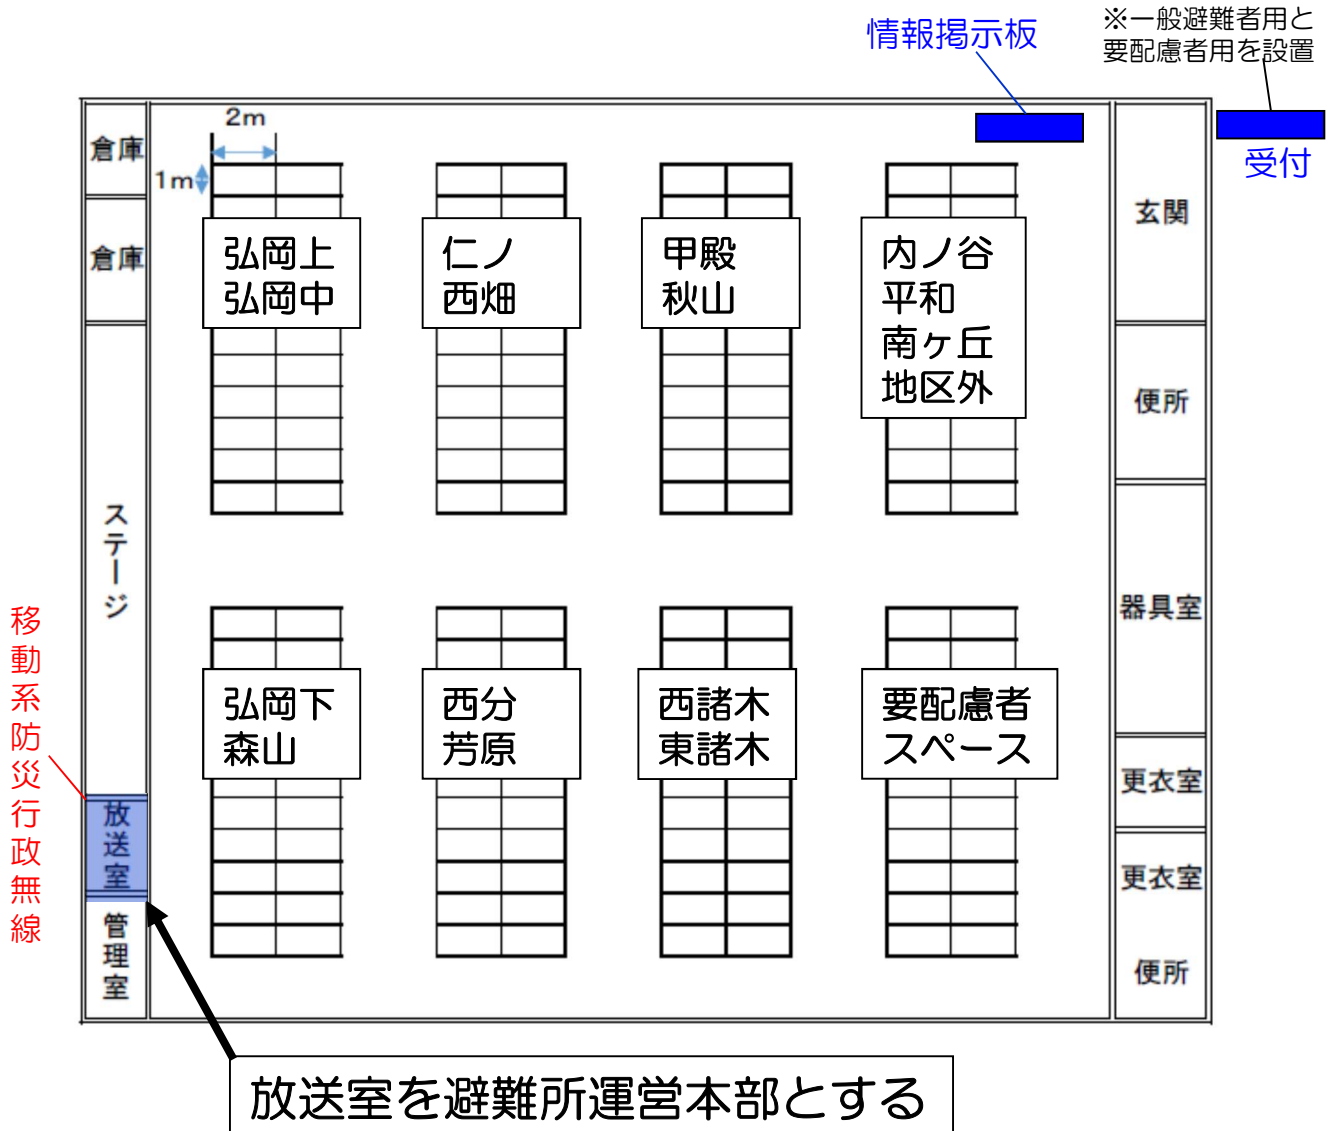 情報掲示板
※一般避難者用と
要配慮者用を設置
受付
2m
1m
倉庫
倉庫
ステージ
放送室
管理室
移動系防災行政無線
弘岡上
弘岡中
仁ノ
西畑
甲殿
秋山
内ノ谷
平和
南ヶ丘
地区外
弘岡下
森山
西分
芳原
西諸木
東諸木
要配慮者
スペース
玄関
便所
器具室
更衣室
更衣室
便所
放送室を避難所運営本部とする